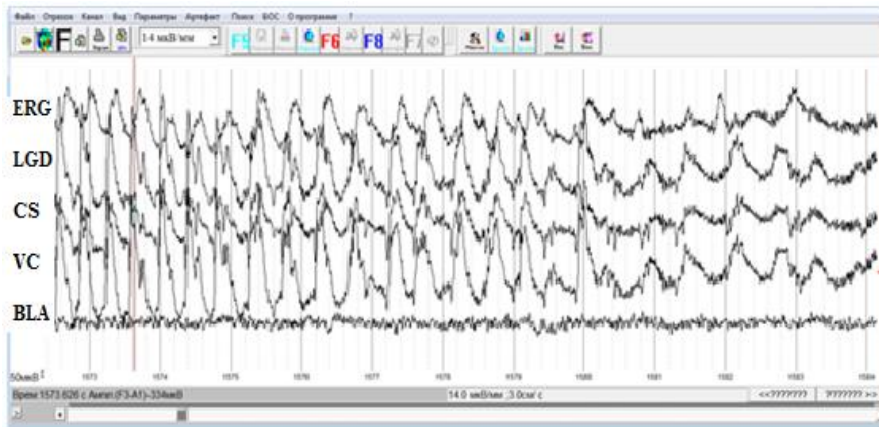 Файл Отрезок Канал Вид Параметры Артефакт Поиск БОС О программе ?
F 14 мкВ/мм F5 F6 F8 F7
ERG
LGD
CS
VC
BLA
50мкВ 1573 1574 1575 1576 1577 1578 1579 1580 1581 1582 1583 1584
Время:1573.626 с Ампл.(F3-A1)=-334мкВ 14.0 мкВ/мм ;3.0см/ с <<???????? ???????? >>